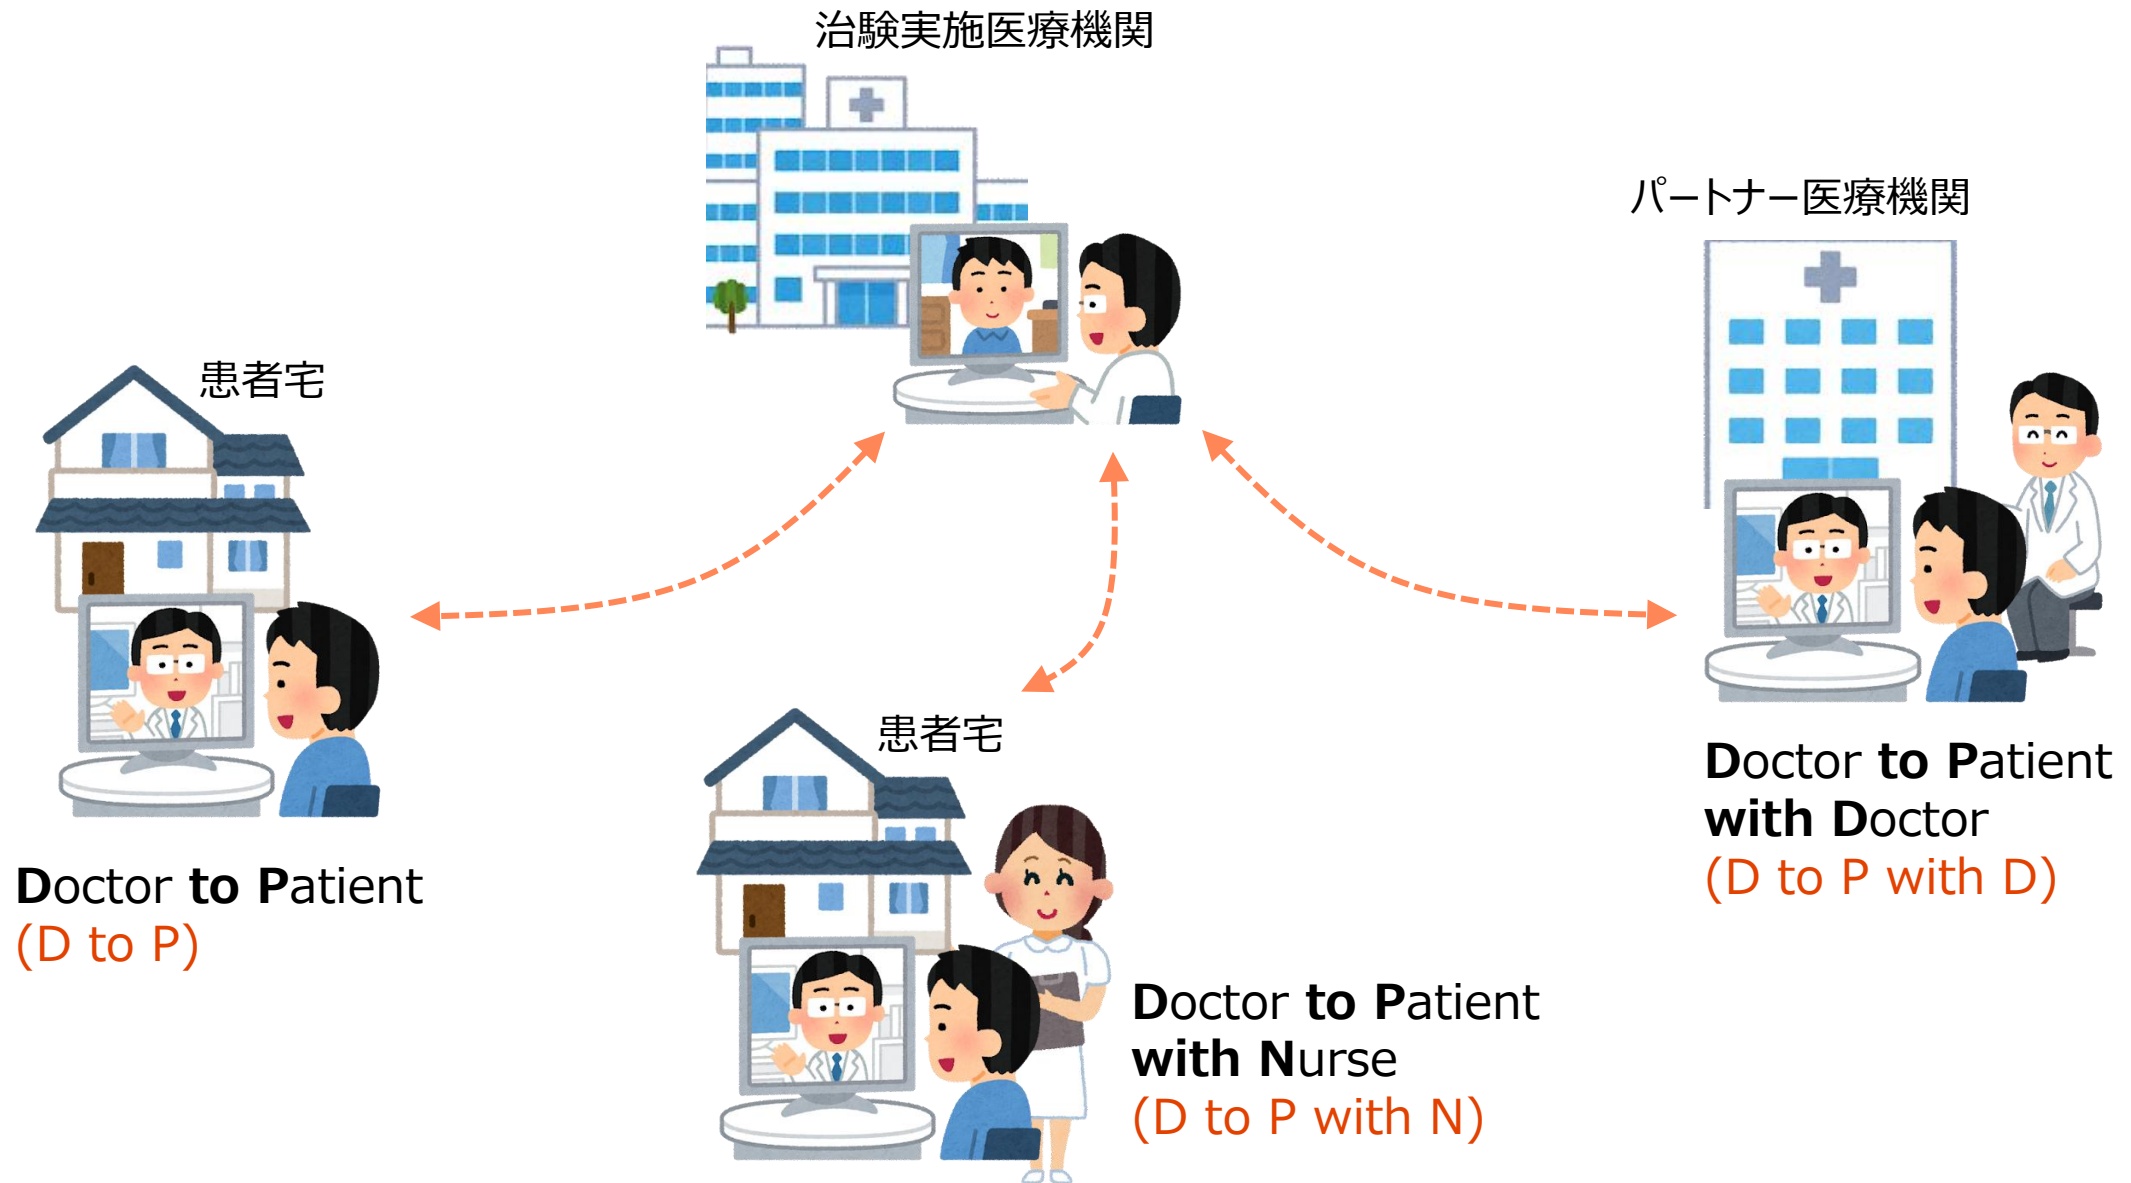 治験実施医療機関
パートナー医療機関
患者宅
患者宅
Doctor to Patient
(D to P)
Doctor to Patient
with Nurse
(D to P with N)
Doctor to Patient
with Doctor
(D to P with D)